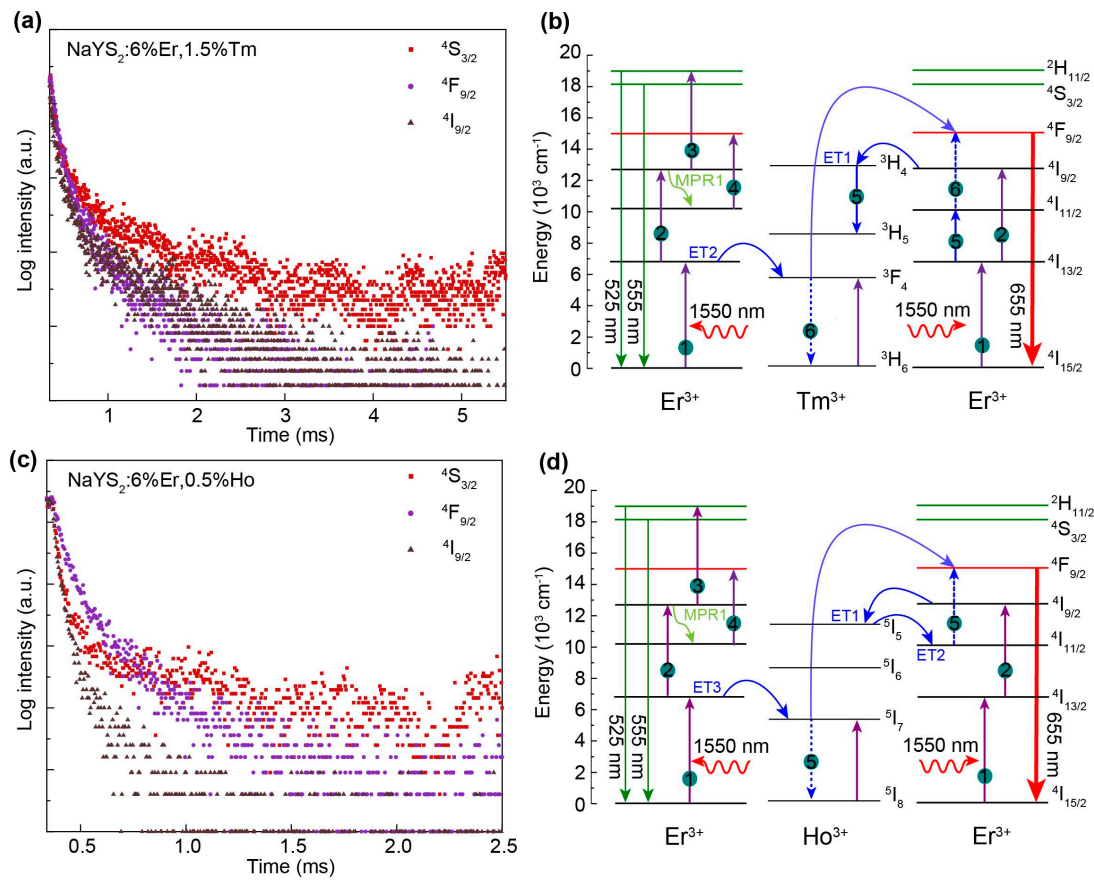 (a)
NaYS₂:6%Er,1.5%Tm
⁴S₃/₂
⁴F₉/₂
⁴I₉/₂
Log intensity (a.u.)
1 2 3 4 5
Time (ms)
(b)
Energy (10³ cm⁻¹)
20
18
16
14
12
10
8
6
4
2
0
525 nm
555 nm
1
2
3
4
MPR1
ET2
1550 nm
Er³⁺
ET1
5
6
³H₄
³H₅
³F₄
³H₆
Tm³⁺
6
5
2
1
1550 nm
655 nm
²H₁₁/₂
⁴S₃/₂
⁴F₉/₂
⁴I₉/₂
⁴I₁₁/₂
⁴I₁₃/₂
⁴I₁₅/₂
Er³⁺
(c)
NaYS₂:6%Er,0.5%Ho
⁴S₃/₂
⁴F₉/₂
⁴I₉/₂
Log intensity (a.u.)
0.5 1.0 1.5 2.0 2.5
Time (ms)
(d)
Energy (10³ cm⁻¹)
20
18
16
14
12
10
8
6
4
2
0
525 nm
555 nm
1
2
3
4
MPR1
ET3
1550 nm
Er³⁺
ET1
ET2
5
⁵I₅
⁵I₆
⁵I₇
⁵I₈
Ho³⁺
5
2
1
1550 nm
655 nm
²H₁₁/₂
⁴S₃/₂
⁴F₉/₂
⁴I₉/₂
⁴I₁₁/₂
⁴I₁₃/₂
⁴I₁₅/₂
Er³⁺